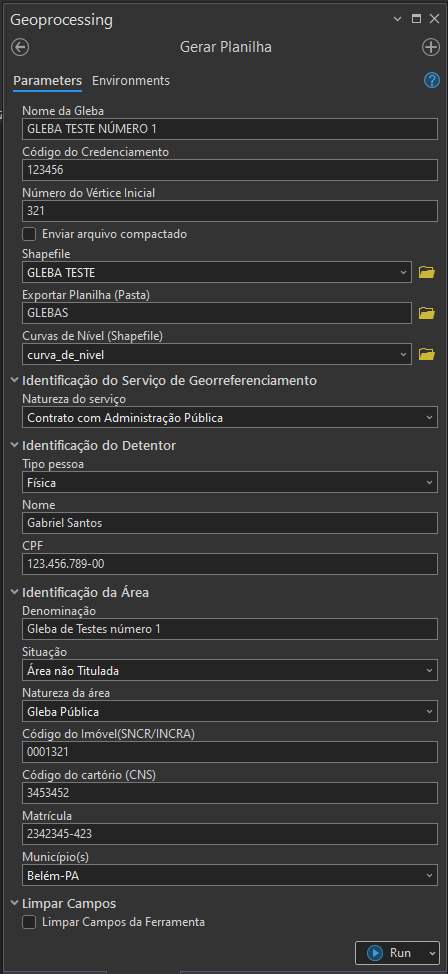 Geoprocessing
Gerar Planilha
Parameters Environments
Nome da Gleba
GLEBA TESTE NÚMERO 1
Código do Credenciamento
123456
Número do Vértice Inicial
321
Enviar arquivo compactado
Shapefile
GLEBA TESTE
Exportar Planilha (Pasta)
GLEBAS
Curvas de Nível (Shapefile)
curva_de_nivel
Identificação do Serviço de Georreferenciamento
Natureza do serviço
Contrato com Administração Pública
Identificação do Detentor
Tipo pessoa
Física
Nome
Gabriel Santos
CPF
123.456.789-00
Identificação da Área
Denominação
Gleba de Testes número 1
Situação
Área não Titulada
Natureza da área
Gleba Pública
Código do Imóvel(SNCR/INCRA)
0001321
Código do cartório (CNS)
3453452
Matrícula
2342345-423
Município(s)
Belém-PA
Limpar Campos
Limpar Campos da Ferramenta
Run